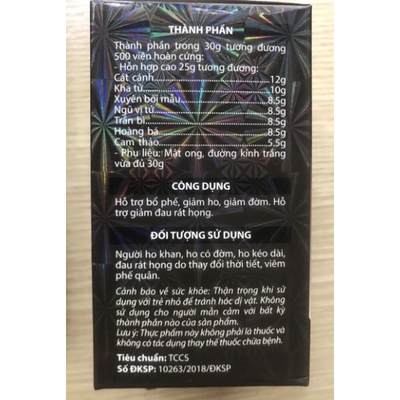 THÀNH PHẦN
Thành phần trong 30g tương đương
500 viên hoàn cứng:
- Hỗn hợp cao 25g tương đương:
Cát cánh 12g
Kha tử 10g
Xuyên bối mẫu 8.5g
Ngũ vị tử 8.5g
Trần bì 8.5g
Hoàng bá 8.5g
Cam thảo 5.5g
- Phụ liệu: Mật ong, đường kính trắng
vừa đủ 30g
CÔNG DỤNG
Hỗ trợ bổ phế, giảm ho, giảm đờm. Hỗ
trợ giảm đau rát họng.
ĐỐI TƯỢNG SỬ DỤNG
Người ho khan, ho có đờm, ho kéo dài,
đau rát họng do thay đổi thời tiết, viêm
phế quản.
Cảnh báo về sức khỏe: Thận trọng khi sử
dụng với trẻ nhỏ để tránh hóc dị vật. Không
sử dụng cho người mẫn cảm với bất kỳ
thành phần nào của sản phẩm.
Lưu ý: Thực phẩm này không phải là thuốc và
không có tác dụng thay thế thuốc chữa bệnh.
Tiêu chuẩn: TCCS
Số ĐKSP: 10263/2018/ĐKSP